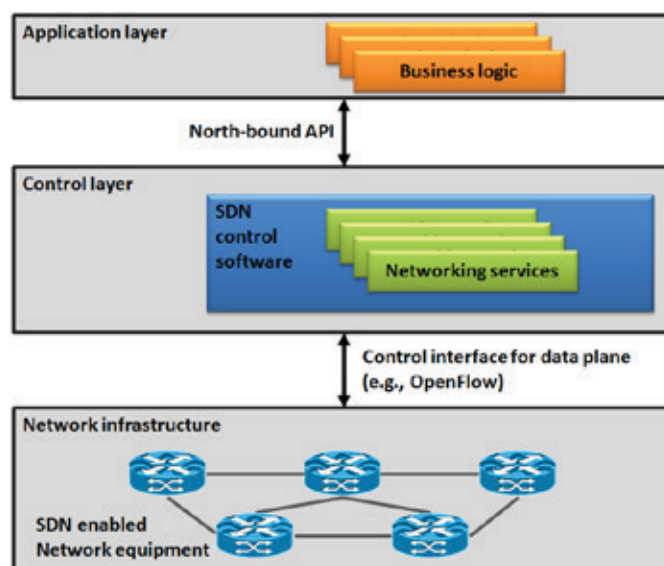 Application layer
Business logic
North-bound API
Control layer
SDN
control
software
Networking services
Control interface for data plane
(e.g., OpenFlow)
Network infrastructure
SDN enabled
Network equipment